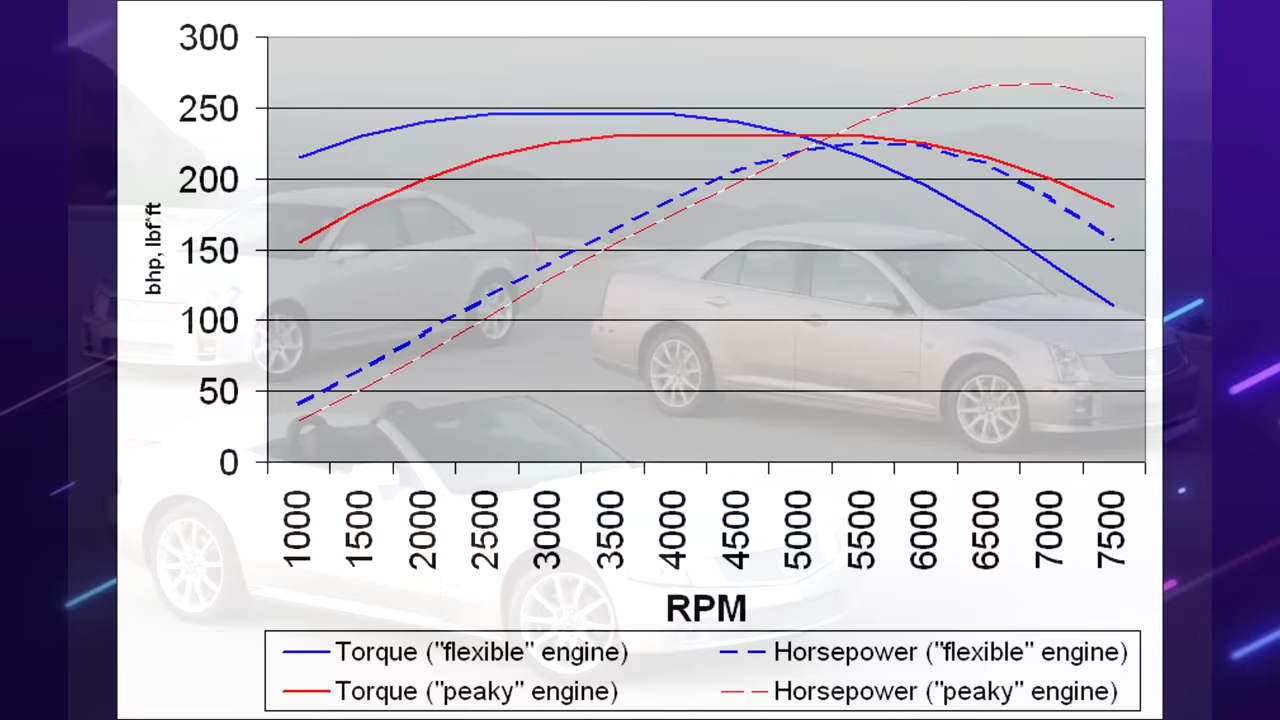 300
250
200
150
100
50
0
bhp, lbf*ft
1000 1500 2000 2500 3000 3500 4000 4500 5000 5500 6000 6500 7000 7500
RPM
Torque ("flexible" engine) Horsepower ("flexible" engine)
Torque ("peaky" engine) Horsepower ("peaky" engine)